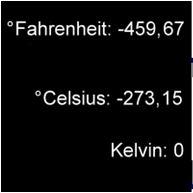 °Fahrenheit: -459,67
°Celsius: -273,15
Kelvin: 0